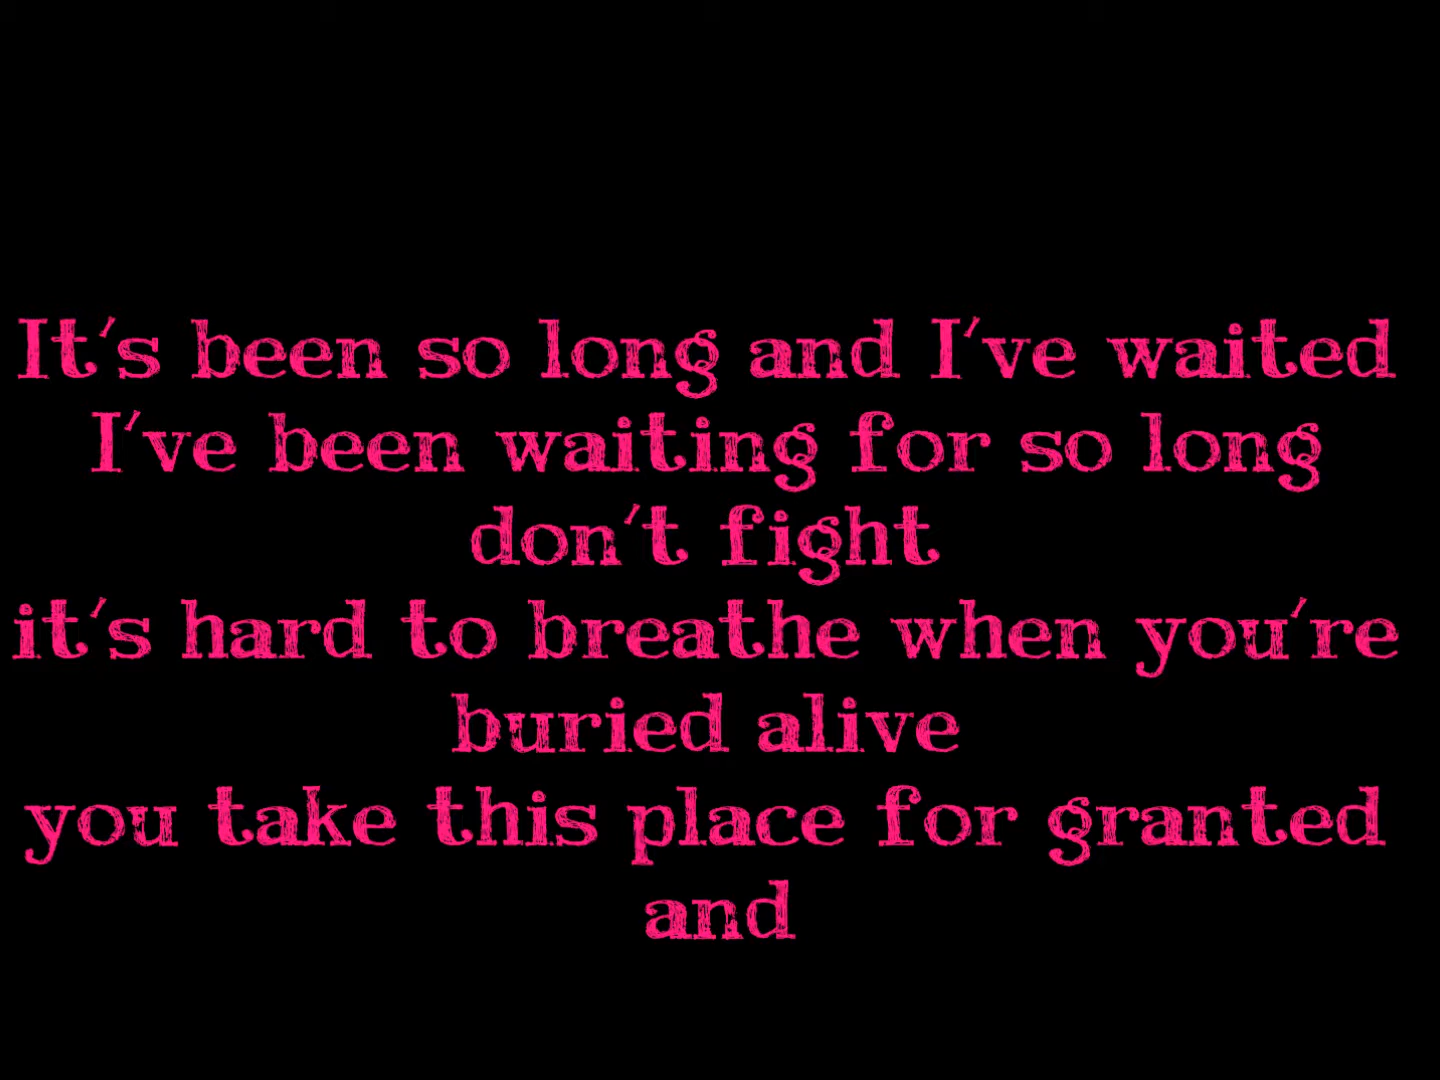 It's been so long and I've waited
I've been waiting for so long
don't fight
it's hard to breathe when you're
buried alive
you take this place for granted
and